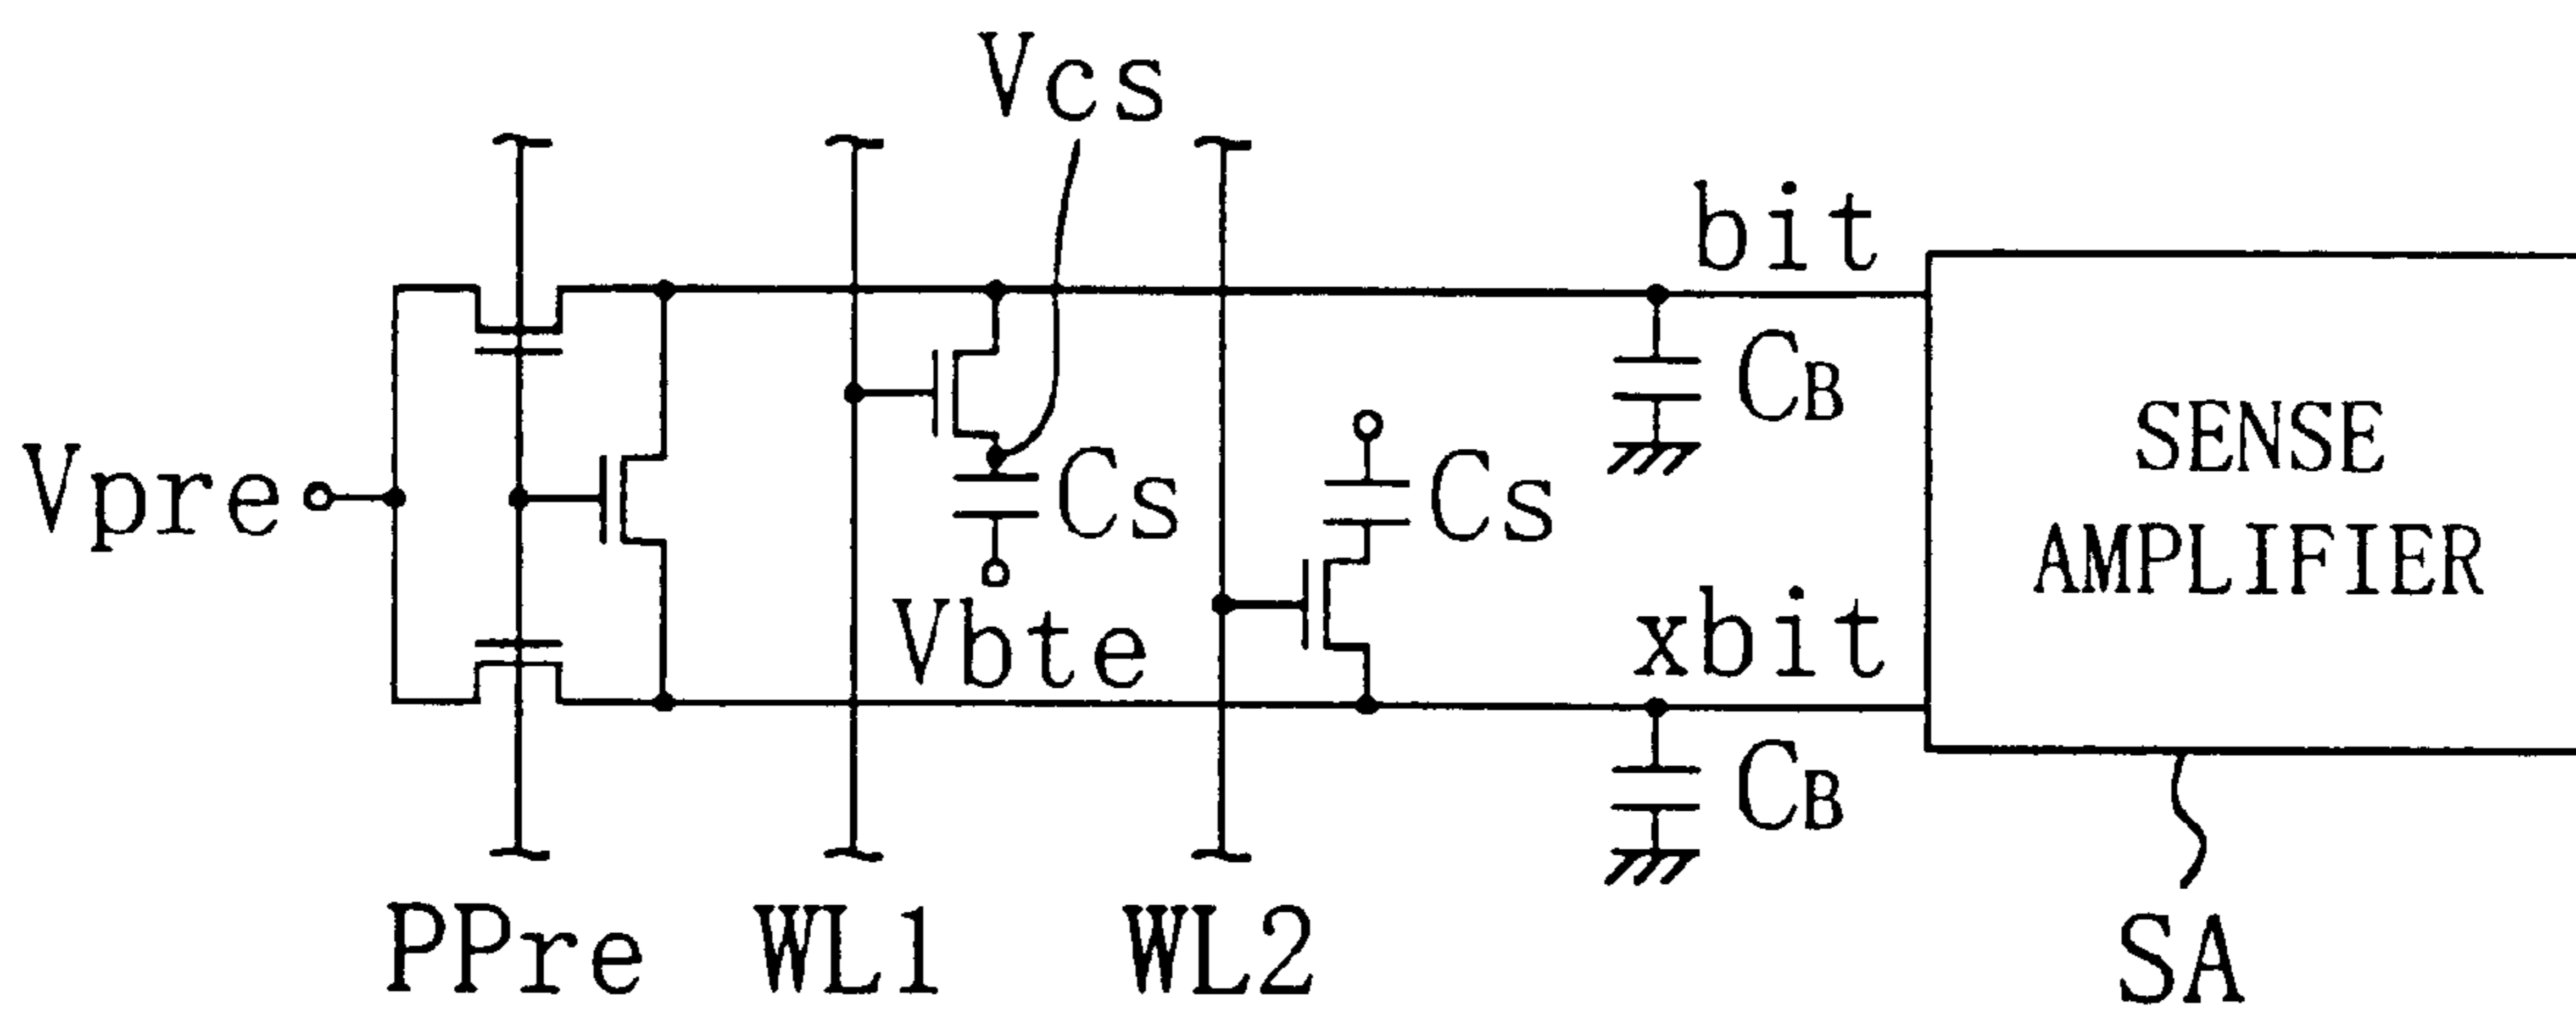 Vcs
bit
CB
SENSE
AMPLIFIER
Vpre
Cs
Cs
Vbte
xbit
CB
PPre
WL1
WL2
SA